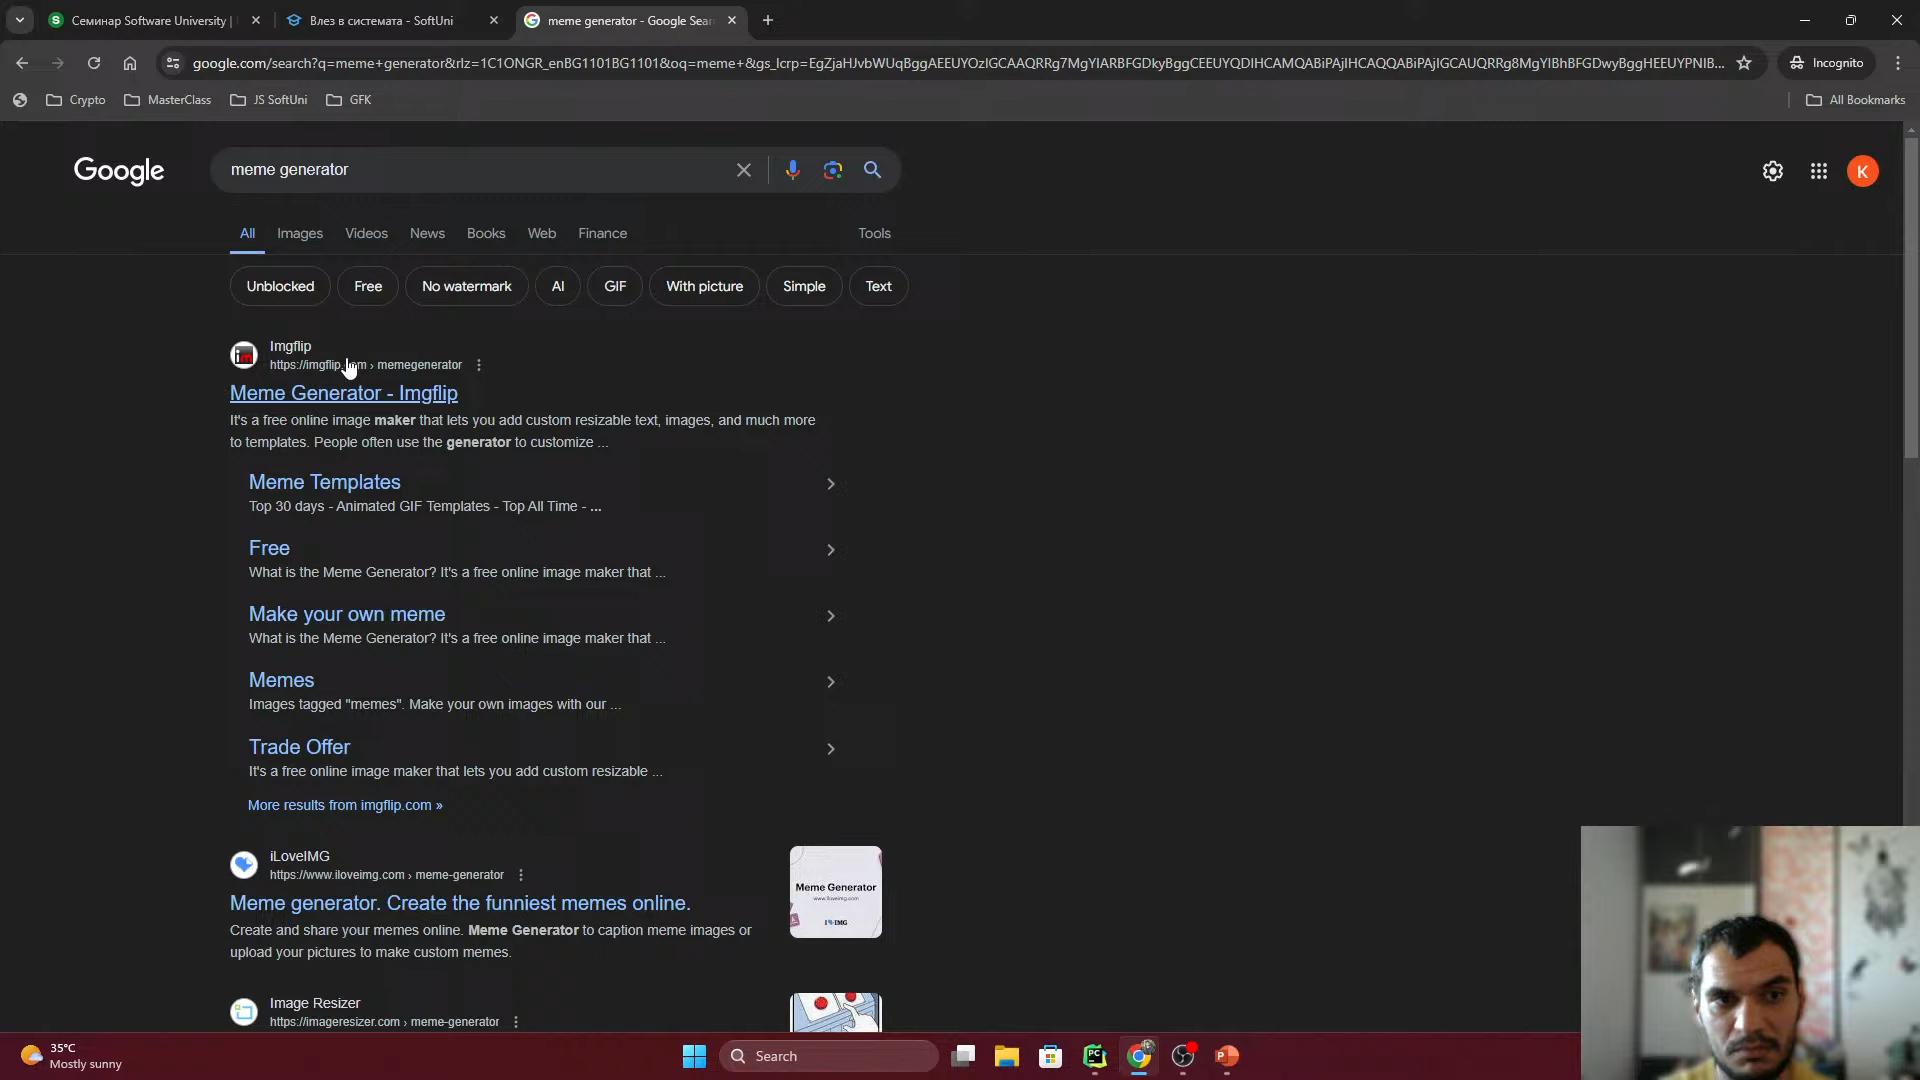 Семинар Software University |
Влез в системата - SoftUni
meme generator - Google Sear
google.com/search?q=meme+generator&rlz=1C1ONGR_enBG1101BG1101&oq=meme+&gs_lcrp=
Incognito
Crypto
MasterClass
JS SoftUni
GFK
All Bookmarks
Google
meme generator
K
All
Images
Videos
News
Books
Web
Finance
Tools
Unblocked
Free
No watermark
AI
GIF
With picture
Simple
Text
Imgflip
https://imgflip. m › memegenerator
Meme Generator - Imgflip
It's a free online image maker that lets you add custom resizable text, images, and much more
to templates. People often use the generator to customize ...
Meme Templates
Top 30 days - Animated GIF Templates - Top All Time - ...
Free
What is the Meme Generator? It's a free online image maker that ...
Make your own meme
What is the Meme Generator? It's a free online image maker that ...
Memes
Images tagged "memes". Make your own images with our ...
Trade Offer
It's a free online image maker that lets you add custom resizable ...
More results from imgflip.com »
iLoveIMG
https://www.iloveimg.com › meme-generator
Meme generator. Create the funniest memes online.
Create and share your memes online. Meme Generator to caption meme images or
upload your pictures to make custom memes.
Meme Generator
www.iloveimg.com
I IMG
Image Resizer
https://imageresizer.com › meme-generator
35°C
Mostly sunny
Search
PC
P